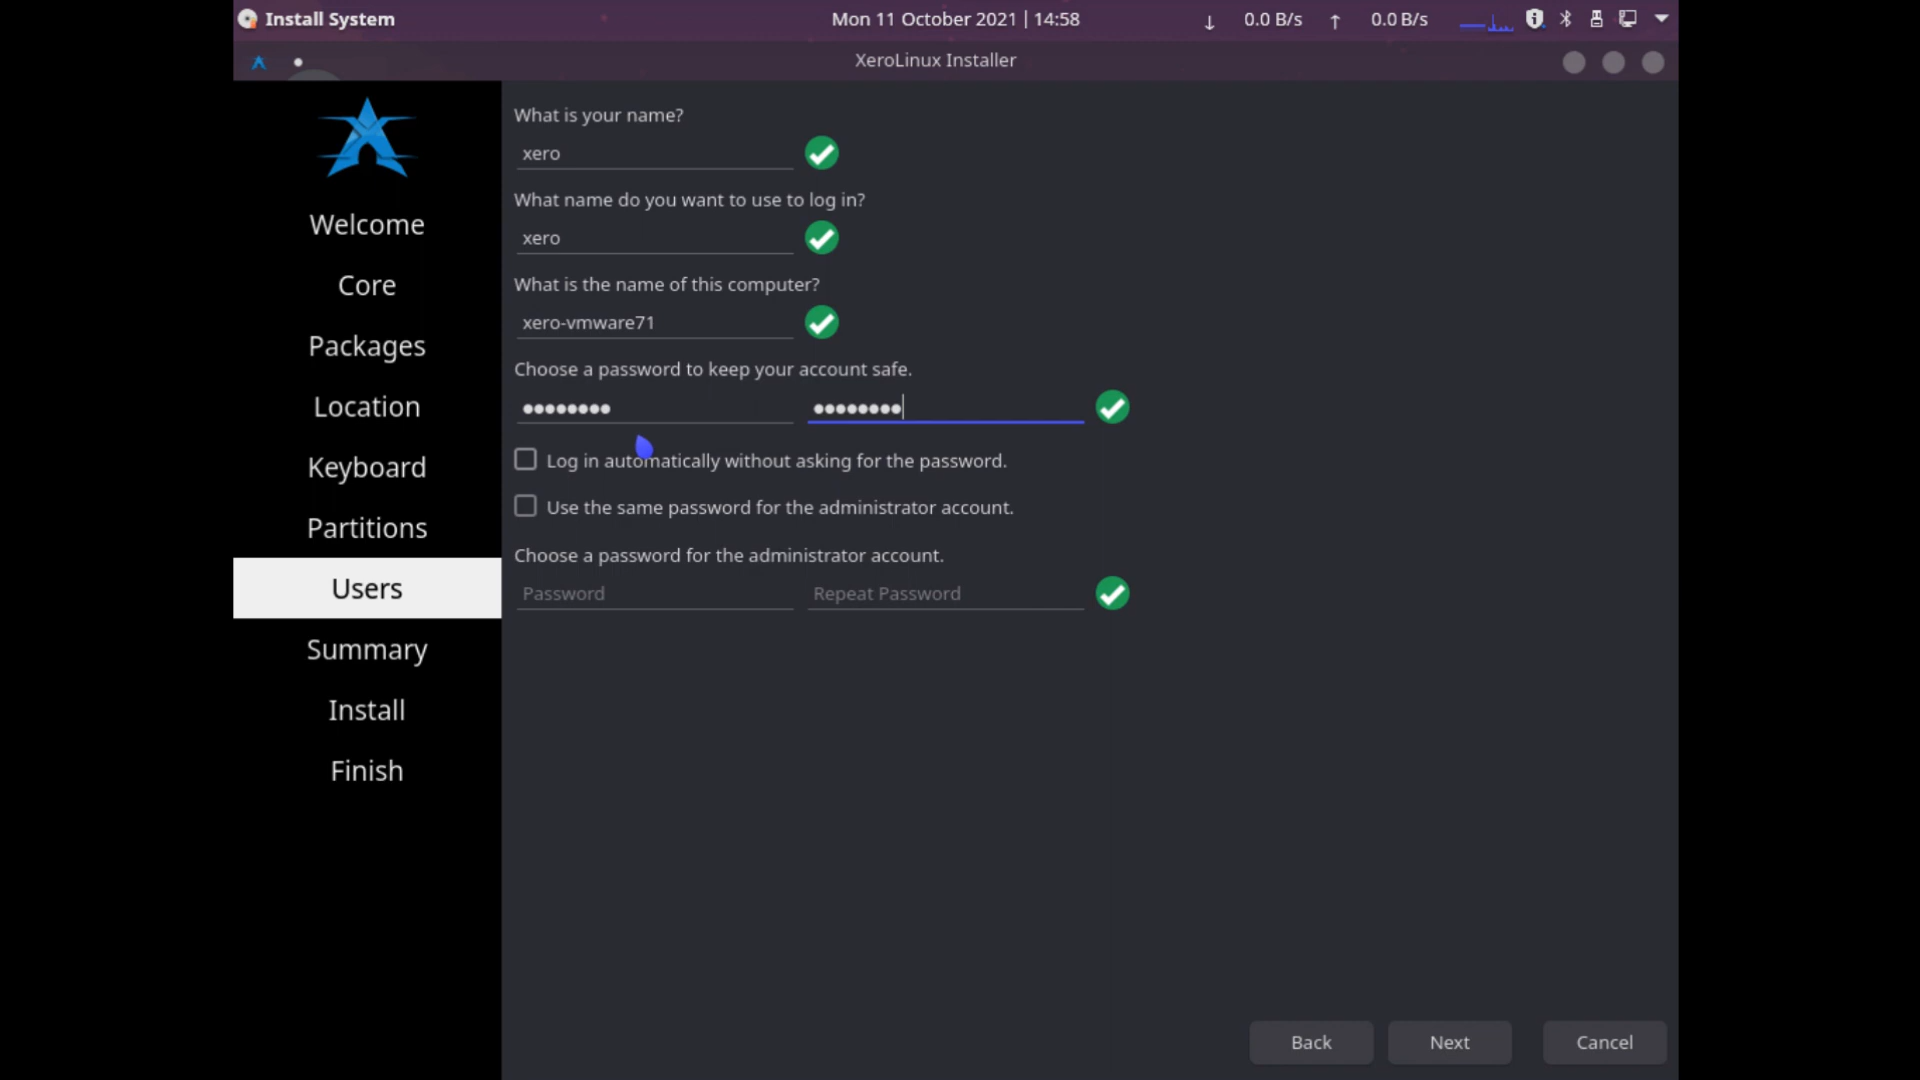 Install System
Mon 11 October 2021 | 14:58
↓ 0.0 B/s ↑ 0.0 B/s
XeroLinux Installer
Welcome
Core
Packages
Location
Keyboard
Partitions
Users
Summary
Install
Finish
What is your name?
xero
What name do you want to use to log in?
xero
What is the name of this computer?
xero-vmware71
Choose a password to keep your account safe.
●●●●●●●● ●●●●●●●●
Log in automatically without asking for the password.
Use the same password for the administrator account.
Choose a password for the administrator account.
Password Repeat Password
Back Next Cancel